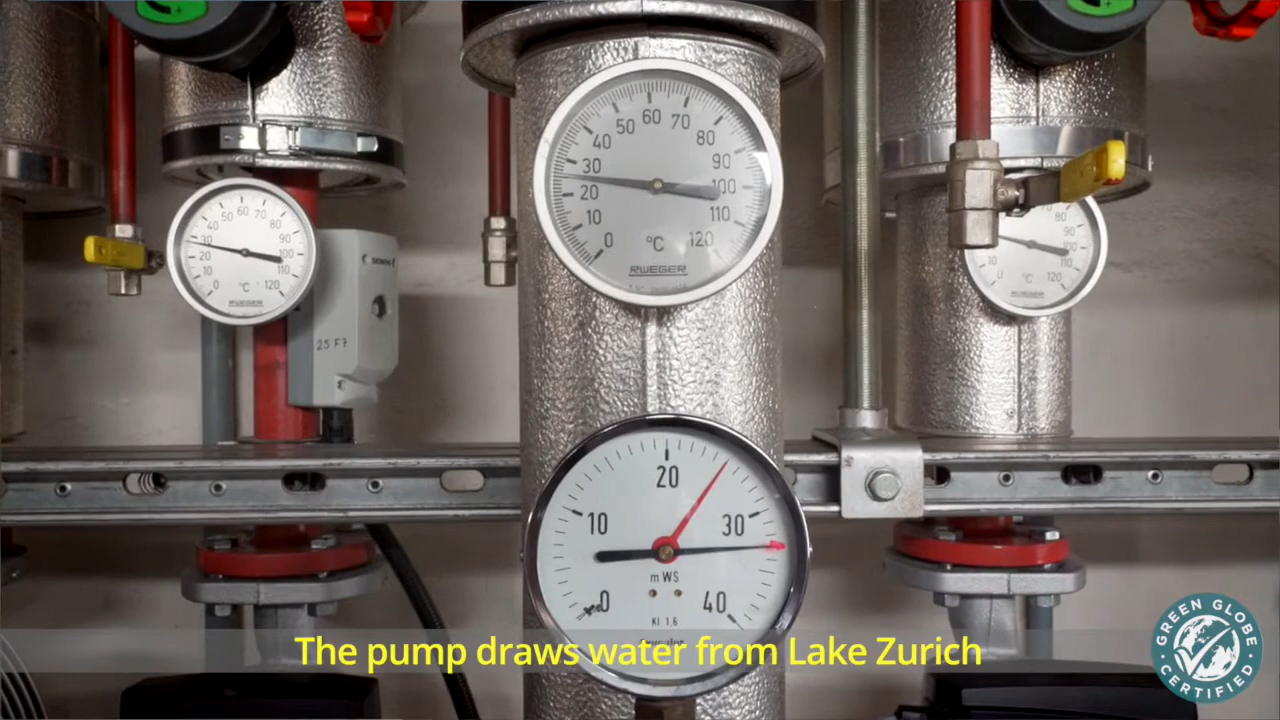 60
50 70
40 80
30 90
20 100
10 110
0 °C 120
RWEGER
60
50 70
40 80
30 90
20 100
10 110
0 °C 120
RWEGER
70
80
90
100
110
0 °C 120
RWEGER
SIEMENS
25 F7
20
10 30
mWS
0 40
Kl 1,6
The pump draws water from Lake Zurich
GREEN GLOBE
CERTIFIED